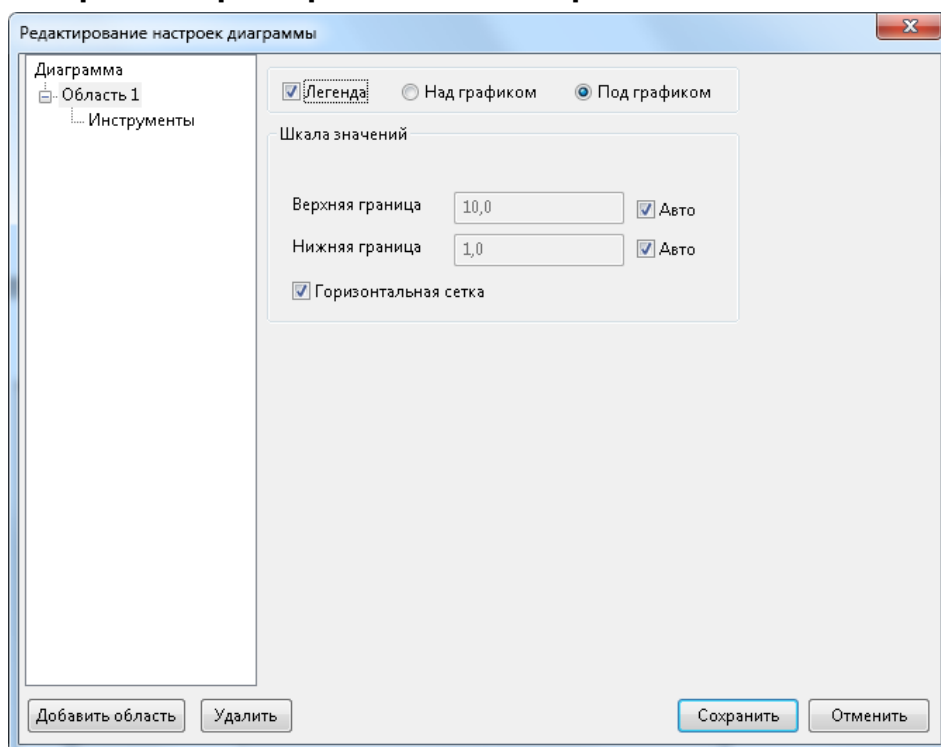 Редактирование настроек диаграммы
Диаграмма
Область 1
Инструменты
Легенда Над графиком Под графиком
Шкала значений
Верхняя граница 10,0 Авто
Нижняя граница 1,0 Авто
Горизонтальная сетка
Добавить область Удалить Сохранить Отменить